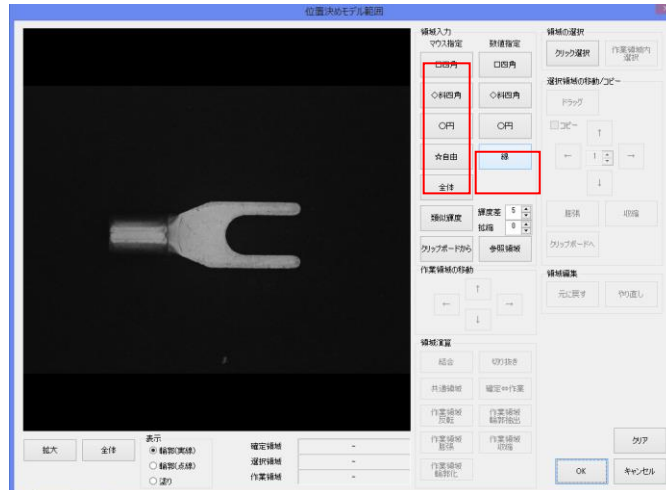 位置決めモデル範囲
領域入力
マウス指定
数値指定
□四角
□四角
◇斜四角
◇斜四角
○円
○円
☆自由
線
全体
類似輝度
輝度差 5
拡縮 0
クリップボードから
参照領域
作業領域の移動
←
↑
→
↓
領域演算
結合
切り抜き
共通領域
確定⇔作業
作業領域
反転
作業領域
輪郭抽出
作業領域
膨張
作業領域
収縮
作業領域
輪郭化
領域の選択
クリック選択
作業領域内
選択
選択領域の移動/コピー
ドラッグ
コピー
↑
←
1
→
↓
膨張
収縮
クリップボードへ
領域編集
元に戻す
やり直し
クリア
OK
キャンセル
拡大
全体
表示
輪郭(実線)
輪郭(点線)
塗り
確定領域
~
選択領域
~
作業領域
~